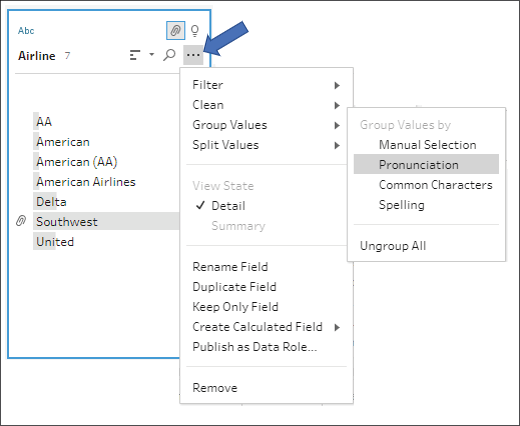 Abc
Airline 7
AA
American
American (AA)
American Airlines
Delta
Southwest
United
Filter
Clean
Group Values
Split Values
View State
✓ Detail
Summary
Rename Field
Duplicate Field
Keep Only Field
Create Calculated Field
Publish as Data Role...
Remove
Group Values by
Manual Selection
Pronunciation
Common Characters
Spelling
Ungroup All